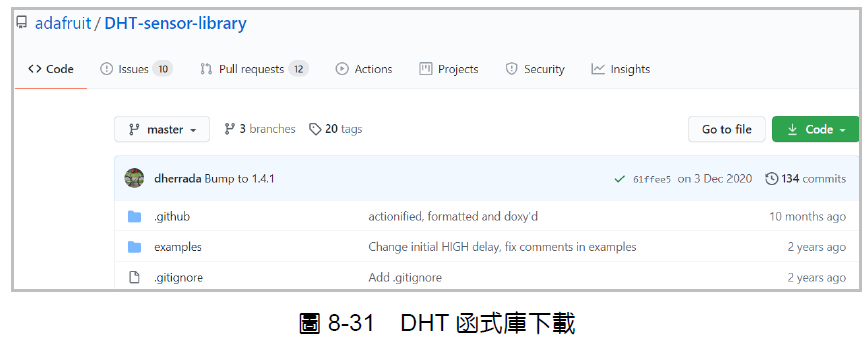 adafruit / DHT-sensor-library
Code Issues 10 Pull requests 12 Actions Projects Security Insights
master 3 branches 20 tags Go to file Code
dherrada Bump to 1.4.1 61ffee5 on 3 Dec 2020 134 commits
.github actionified, formatted and doxy'd 10 months ago
examples Change initial HIGH delay, fix comments in examples 2 years ago
.gitignore Add .gitignore 2 years ago
圖 8-31 DHT 函式庫下載